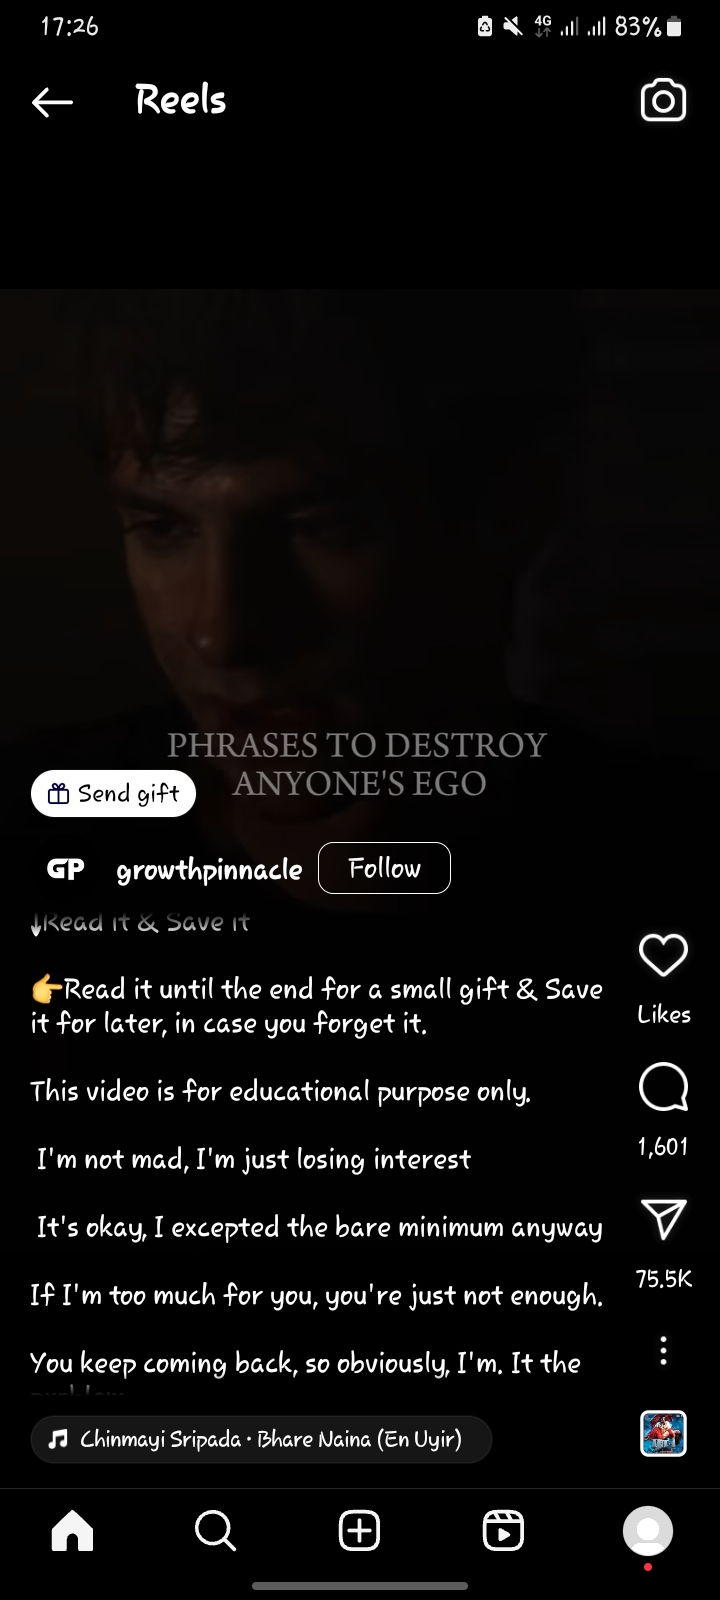 17:26
4G
83%
Reels
PHRASES TO DESTROY
ANYONE'S EGO
Send gift
GP
growthpinnacle
Follow
Read it & Save it
👉Read it until the end for a small gift & Save
it for later, in case you forget it.
This video is for educational purpose only.
I'm not mad, I'm just losing interest
It's okay, I excepted the bare minimum anyway
If I'm too much for you, you're just not enough.
You keep coming back, so obviously, I'm. It the
Likes
1,601
75.5K
Chinmayi Sripada • Bhare Naina (En Uyir)